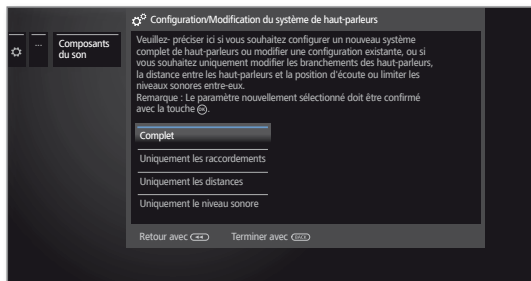 Configuration/Modification du système de haut-parleurs
...
Composants
du son
Veuillez- préciser ici si vous souhaitez configurer un nouveau système
complet de haut-parleurs ou modifier une configuration existante, ou si
vous souhaitez uniquement modifier les branchements des haut-parleurs,
la distance entre les haut-parleurs et la position d'écoute ou limiter les
niveaux sonores entre-eux.
Remarque : Le paramètre nouvellement sélectionné doit être confirmé
avec la touche OK.
Complet
Uniquement les raccordements
Uniquement les distances
Uniquement le niveau sonore
Retour avec ◄◄ Terminer avec BACK